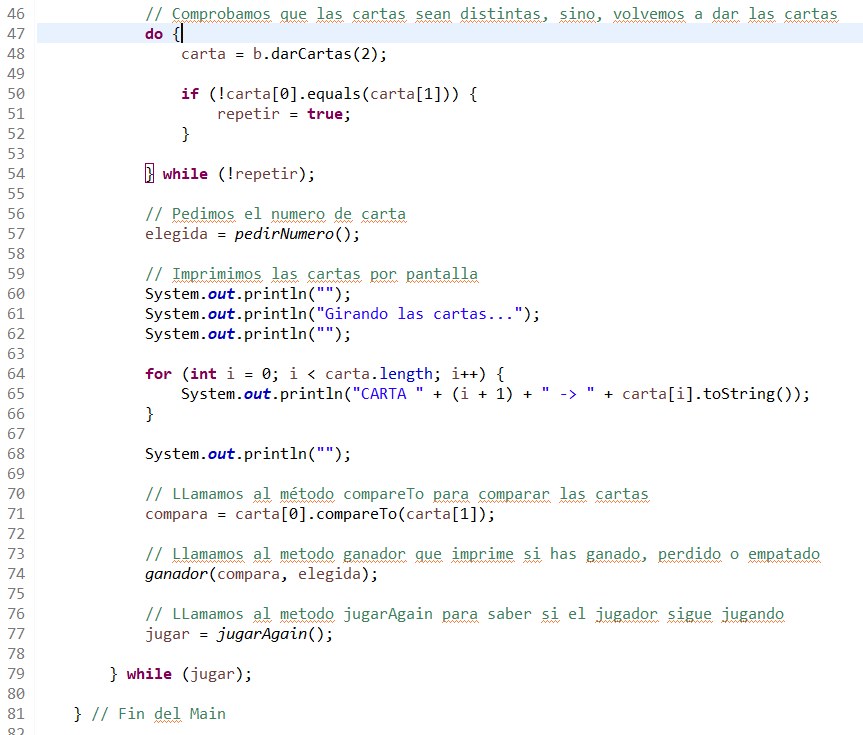 46 // Comprobamos que las cartas sean distintas, sino, volvemos a dar las cartas
47 do {
48 carta = b.darCartas(2);
49
50 if (!carta[0].equals(carta[1])) {
51 repetir = true;
52 }
53
54 } while (!repetir);
55
56 // Pedimos el numero de carta
57 elegida = pedirNumero();
58
59 // Imprimimos las cartas por pantalla
60 System.out.println("");
61 System.out.println("Girando las cartas...");
62 System.out.println("");
63
64 for (int i = 0; i < carta.length; i++) {
65 System.out.println("CARTA " + (i + 1) + " -> " + carta[i].toString());
66 }
67
68 System.out.println("");
69
70 // LLamamos al método compareTo para comparar las cartas
71 compara = carta[0].compareTo(carta[1]);
72
73 // Llamamos al metodo ganador que imprime si has ganado, perdido o empatado
74 ganador(compara, elegida);
75
76 // LLamamos al metodo jugarAgain para saber si el jugador sigue jugando
77 jugar = jugarAgain();
78
79 } while (jugar);
80
81 } // Fin del Main
82